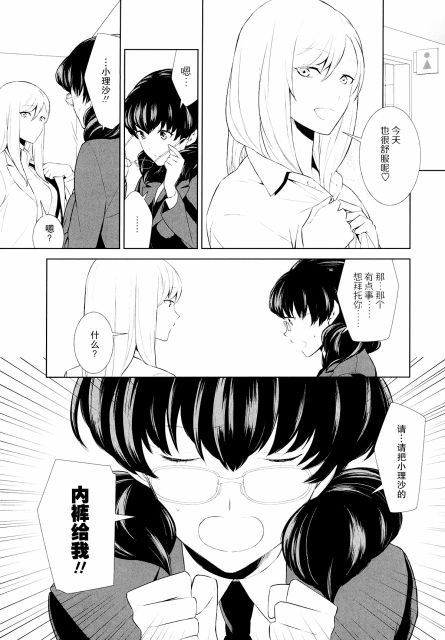 今天
也很舒服呢♡
嗯…
…小理沙!!
嗯？
那…那个
有点事…
想拜托你…
什么？
请…请把小理沙的
内裤给我!!